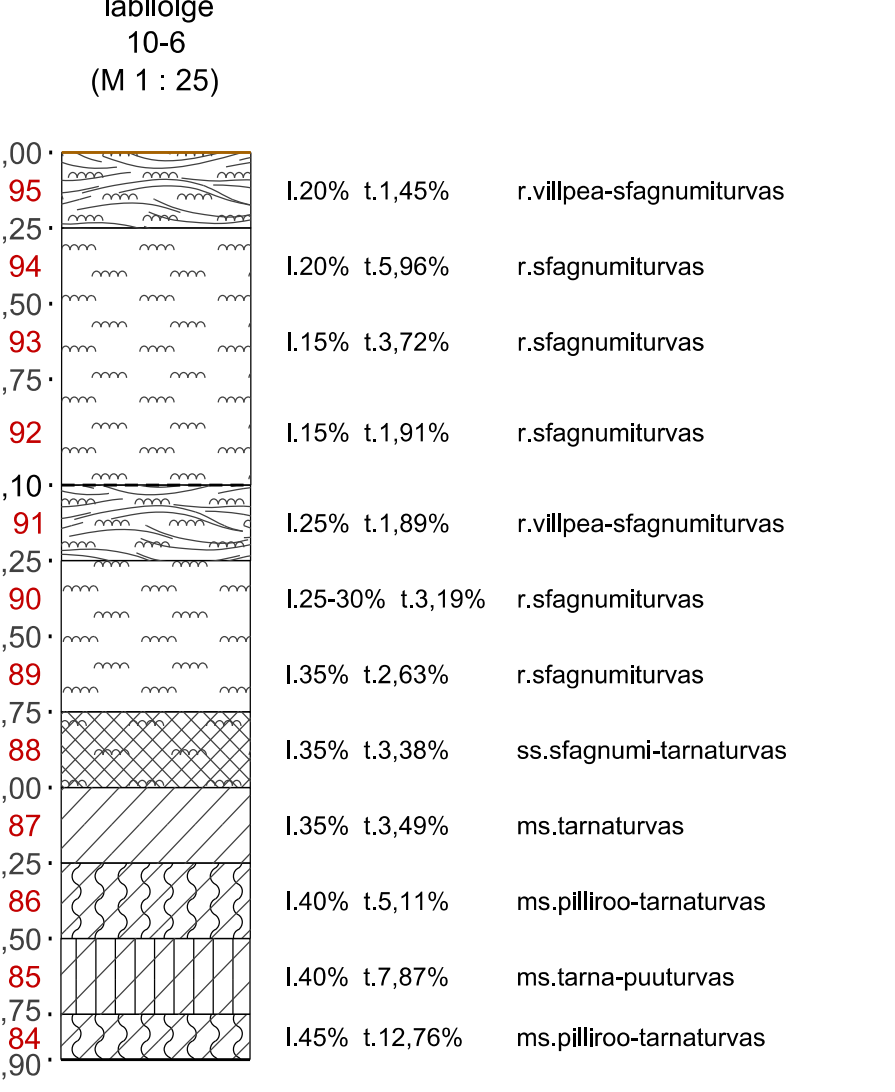 10-6
(M 1 : 25)
,00
95 l.20% t.1,45% r.villpea-sfagnumiturvas
,25
94 l.20% t.5,96% r.sfagnumiturvas
,50
93 l.15% t.3,72% r.sfagnumiturvas
,75
92 l.15% t.1,91% r.sfagnumiturvas
,10
91 l.25% t.1,89% r.villpea-sfagnumiturvas
,25
90 l.25-30% t.3,19% r.sfagnumiturvas
,50
89 l.35% t.2,63% r.sfagnumiturvas
,75
88 l.35% t.3,38% ss.sfagnumi-tarnaturvas
,00
87 l.35% t.3,49% ms.tarnaturvas
,25
86 l.40% t.5,11% ms.pilliroo-tarnaturvas
,50
85 l.40% t.7,87% ms.tarna-puuturvas
,75
84 l.45% t.12,76% ms.pilliroo-tarnaturvas
,90